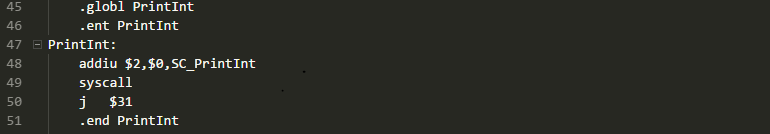 45 .globl PrintInt
46 .ent PrintInt
47 PrintInt:
48 addiu $2,$0,SC_PrintInt
49 syscall
50 j $31
51 .end PrintInt